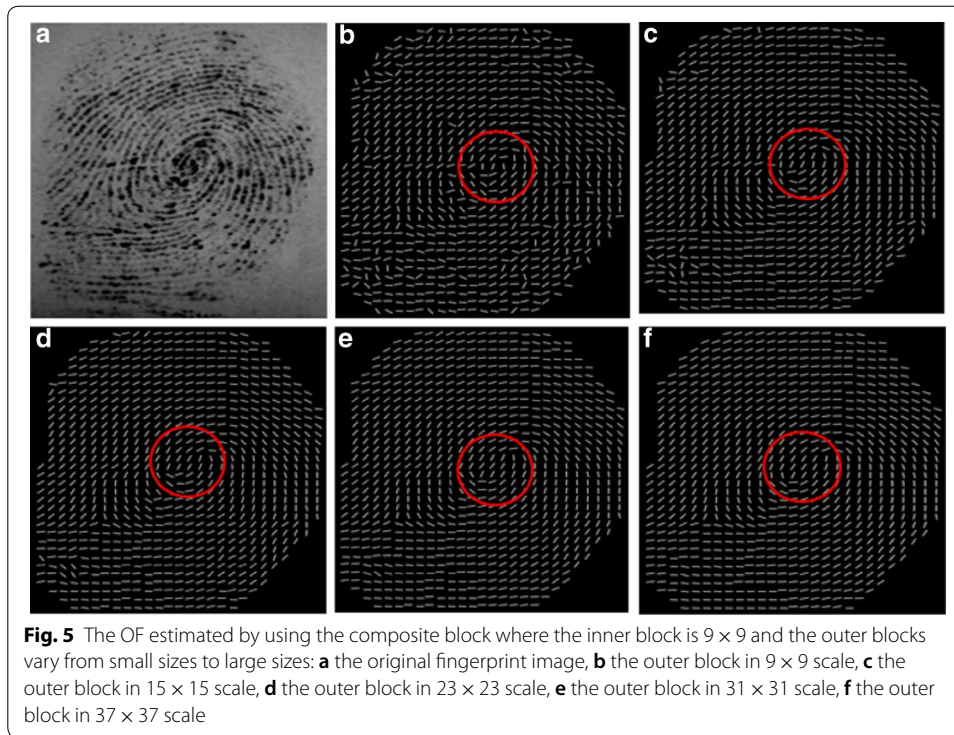 a
b
c
d
e
f
Fig. 5 The OF estimated by using the composite block where the inner block is 9 × 9 and the outer blocks
vary from small sizes to large sizes: a the original fingerprint image, b the outer block in 9 × 9 scale, c the
outer block in 15 × 15 scale, d the outer block in 23 × 23 scale, e the outer block in 31 × 31 scale, f the outer
block in 37 × 37 scale